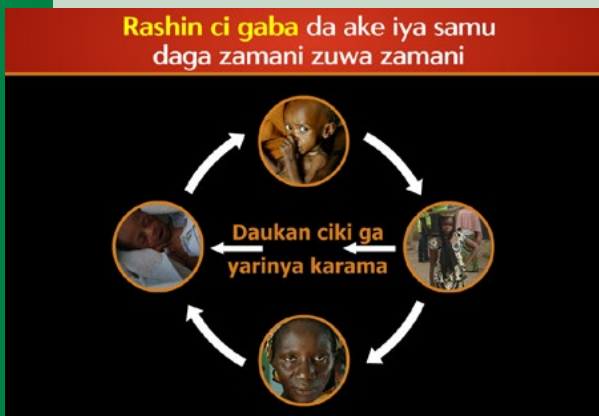 Rashin ci gaba da ake iya samu
daga zamani zuwa zamani
Daukan ciki ga
yarinya karama